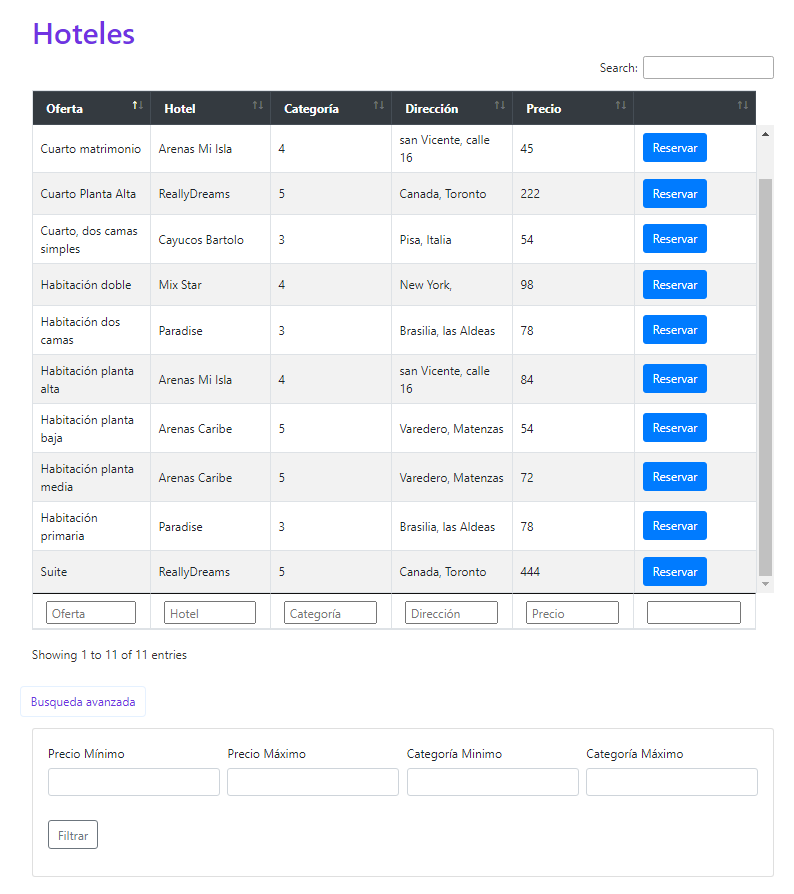 Hoteles
Search:
Oferta Hotel Categoría Dirección Precio
Cuarto matrimonio Arenas Mi Isla 4 san Vicente, calle 16 45 Reservar
Cuarto Planta Alta ReallyDreams 5 Canada, Toronto 222 Reservar
Cuarto, dos camas simples Cayucos Bartolo 3 Pisa, Italia 54 Reservar
Habitación doble Mix Star 4 New York, 98 Reservar
Habitación dos camas Paradise 3 Brasilia, las Aldeas 78 Reservar
Habitación planta alta Arenas Mi Isla 4 san Vicente, calle 16 84 Reservar
Habitación planta baja Arenas Caribe 5 Varedero, Matenzas 54 Reservar
Habitación planta media Arenas Caribe 5 Varedero, Matenzas 72 Reservar
Habitación primaria Paradise 3 Brasilia, las Aldeas 78 Reservar
Suite ReallyDreams 5 Canada, Toronto 444 Reservar
Oferta Hotel Categoría Dirección Precio
Showing 1 to 11 of 11 entries
Busqueda avanzada
Precio Mínimo Precio Máximo Categoría Minimo Categoría Máximo
Filtrar